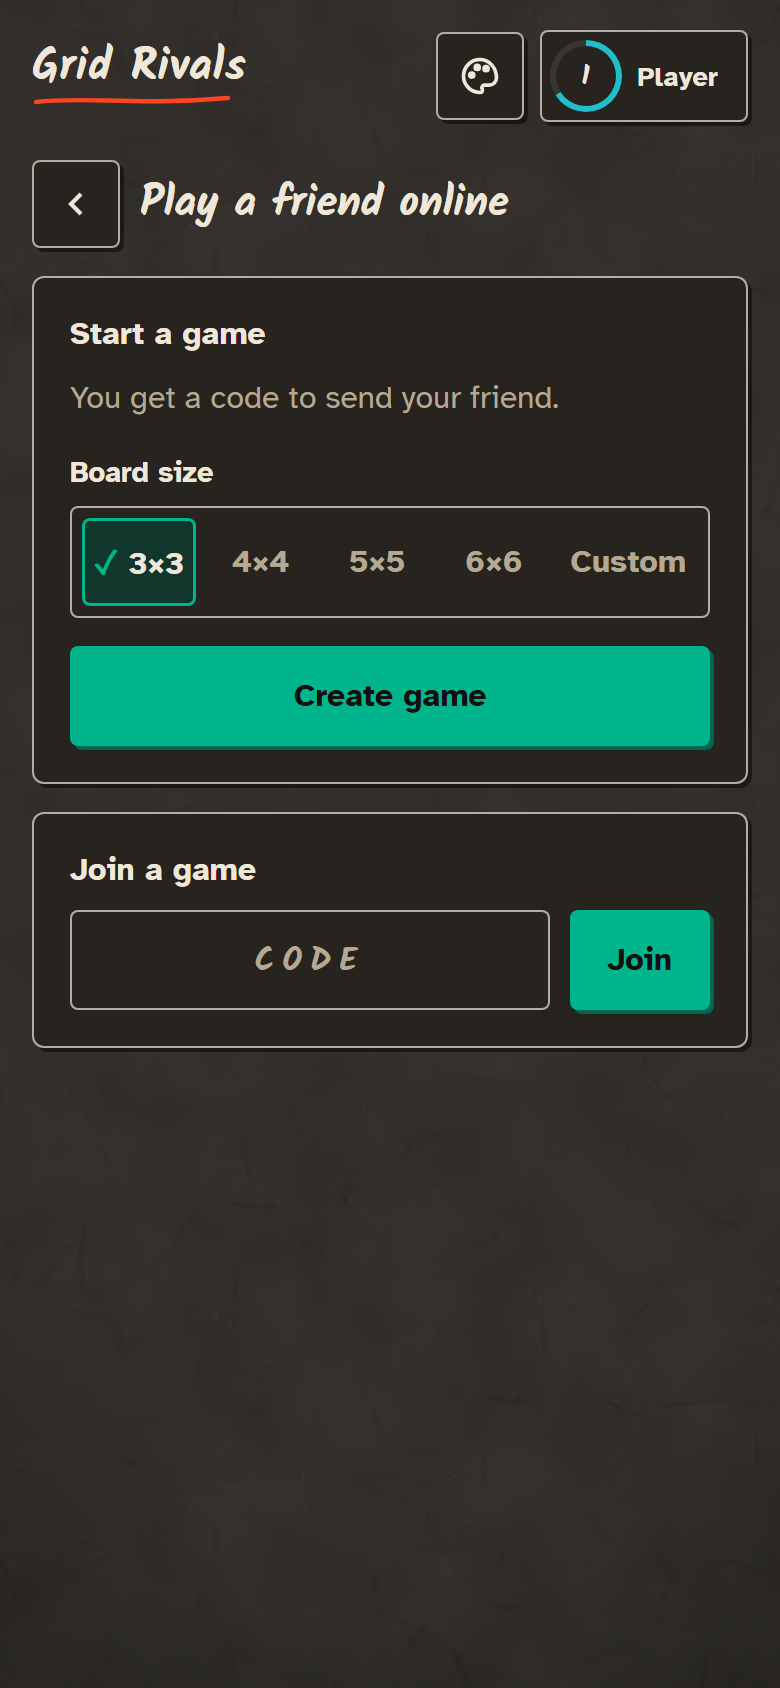 Grid Rivals
1
Player
Play a friend online
Start a game
You get a code to send your friend.
Board size
✓ 3×3 4×4 5×5 6×6 Custom
Create game
Join a game
CODE
Join